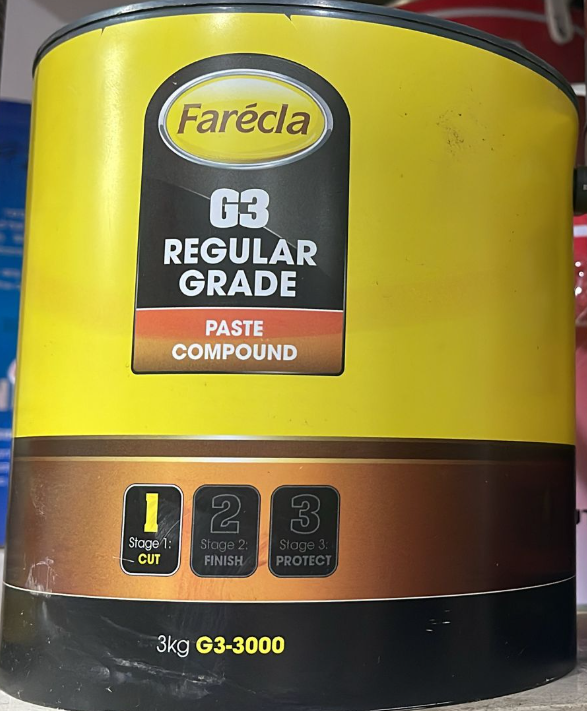 Farécla
G3
REGULAR
GRADE
PASTE
COMPOUND
1
Stage 1:
CUT
2
Stage 2:
FINISH
3
Stage 3:
PROTECT
3kg G3-3000